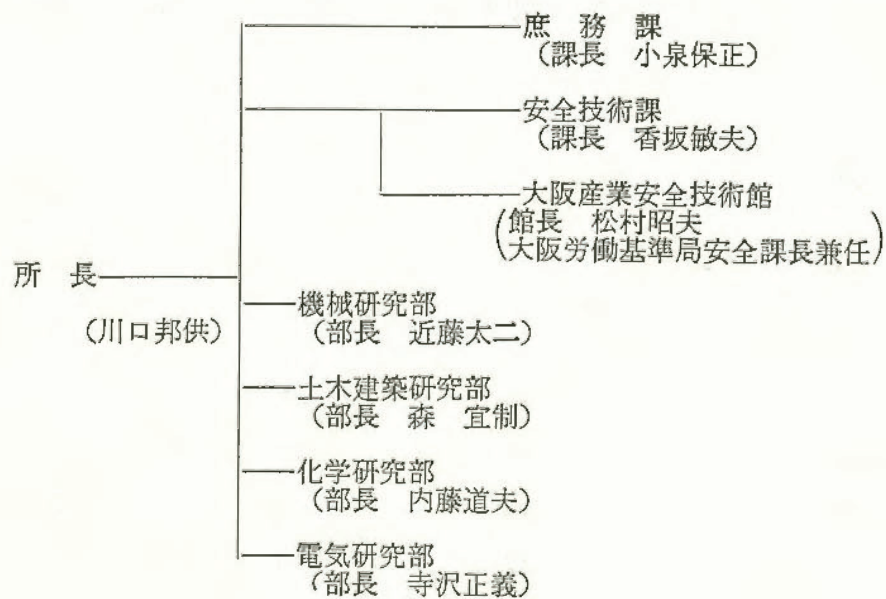 庶務課
(課長 小泉保正)
安全技術課
(課長 香坂敏夫)
大阪産業安全技術館
(館長 松村昭夫
大阪労働基準局安全課長兼任)
所長
(川口邦供)
機械研究部
(部長 近藤太二)
土木建築研究部
(部長 森 宜制)
化学研究部
(部長 内藤道夫)
電気研究部
(部長 寺沢正義)